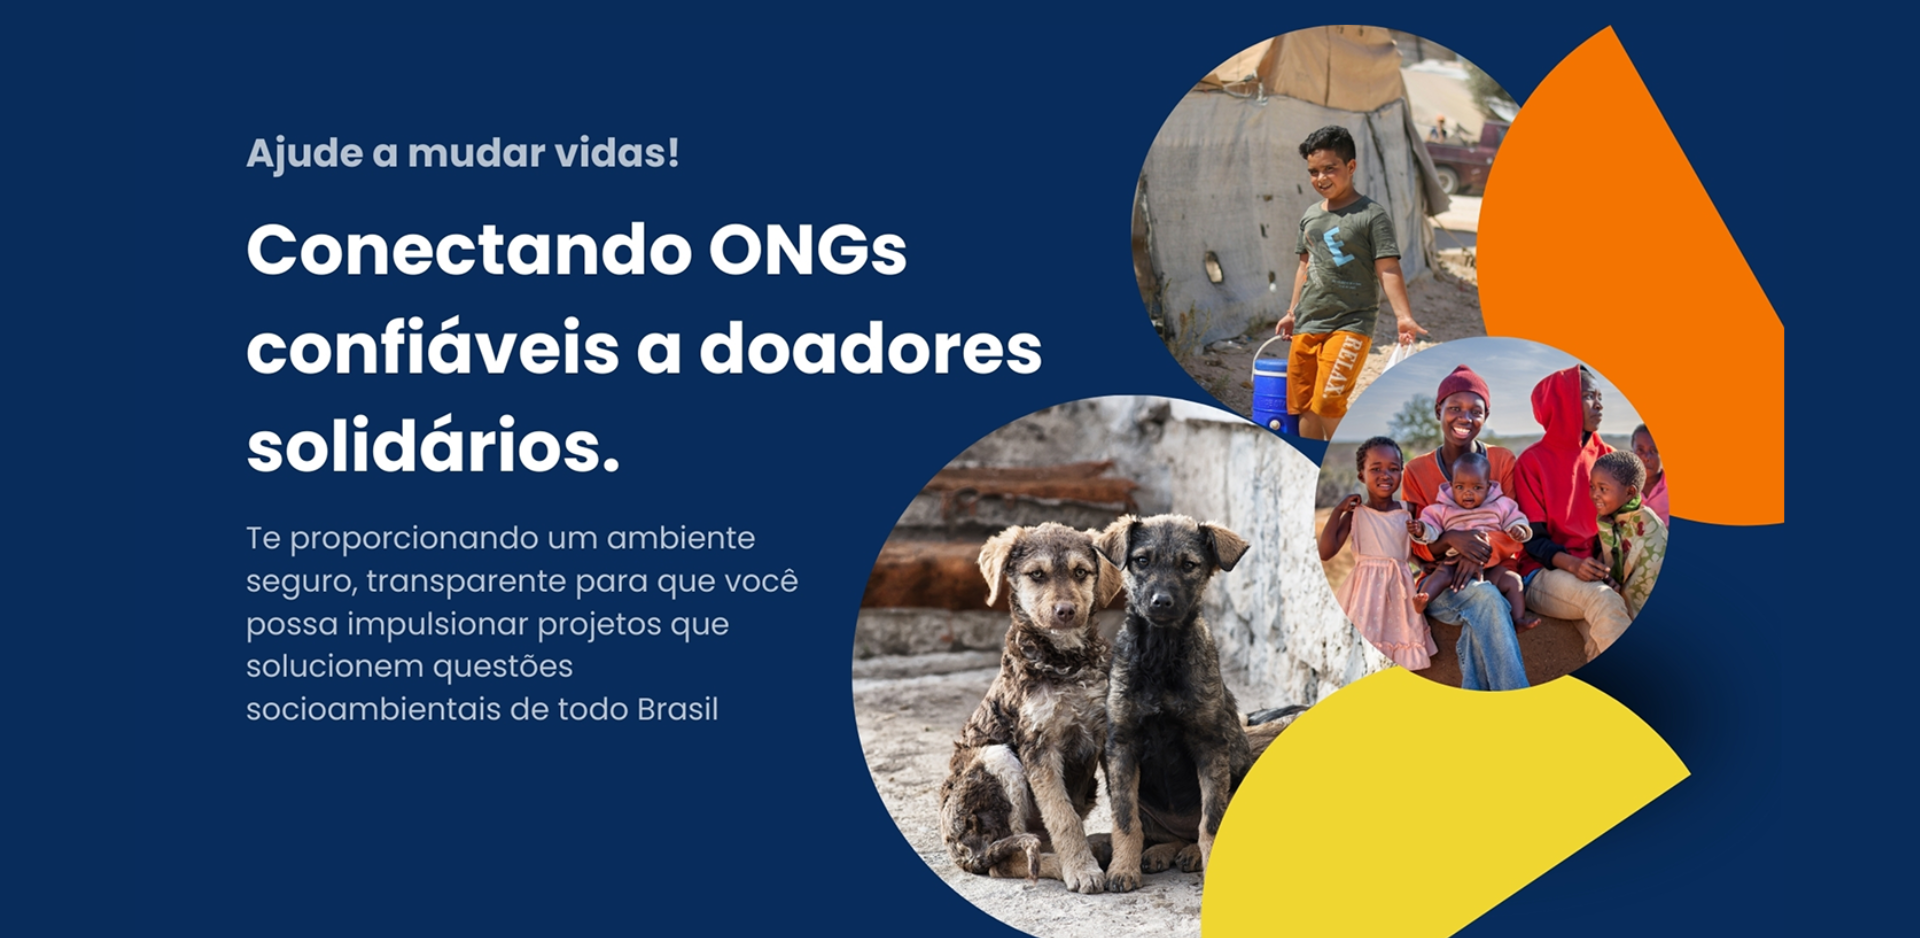 Ajude a mudar vidas!
Conectando ONGs
confiáveis a doadores
solidários.
Te proporcionando um ambiente
seguro, transparente para que você
possa impulsionar projetos que
solucionem questões
socioambientais de todo Brasil
E
RELAX